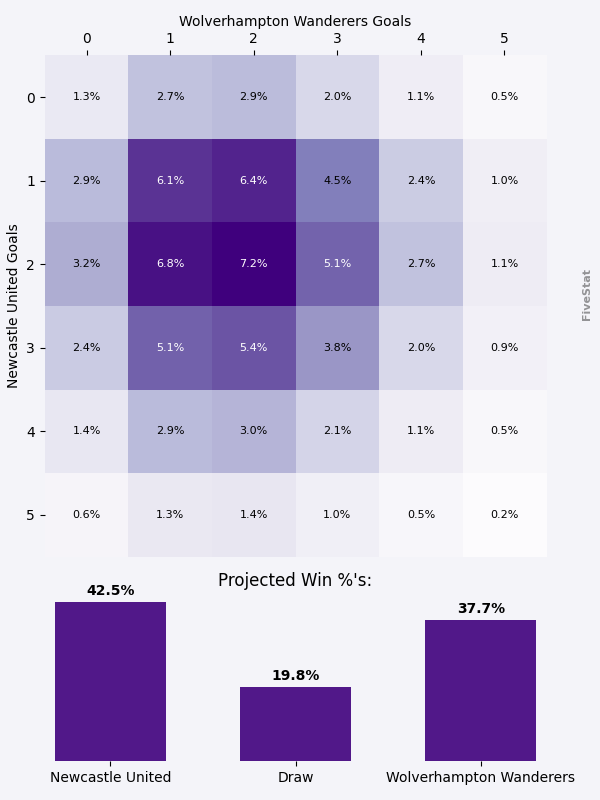 Wolverhampton Wanderers Goals
0 1 2 3 4 5
0 1.3% 2.7% 2.9% 2.0% 1.1% 0.5%
1 2.9% 6.1% 6.4% 4.5% 2.4% 1.0%
2 3.2% 6.8% 7.2% 5.1% 2.7% 1.1%
3 2.4% 5.1% 5.4% 3.8% 2.0% 0.9%
4 1.4% 2.9% 3.0% 2.1% 1.1% 0.5%
5 0.6% 1.3% 1.4% 1.0% 0.5% 0.2%
Newcastle United Goals
FiveStat
Projected Win %'s:
42.5% 19.8% 37.7%
Newcastle United Draw Wolverhampton Wanderers